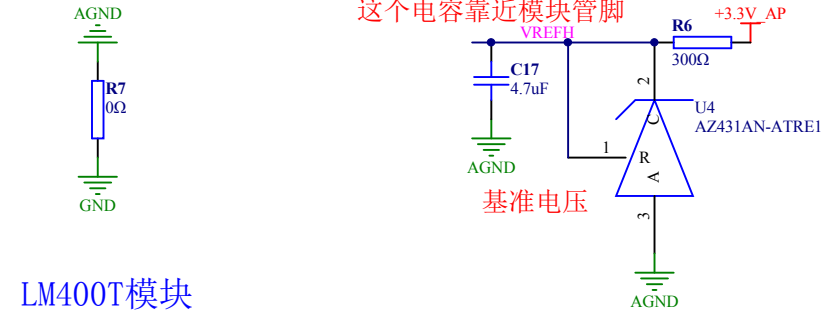 AGND
R7
0Ω
GND
LM400T模块
这个电容靠近模块管脚
VREFH
+3.3V_AP
R6
300Ω
C17
4.7uF
AGND
2
C
U4
AZ431AN-ATRE1
1
R
A
基准电压
3
AGND